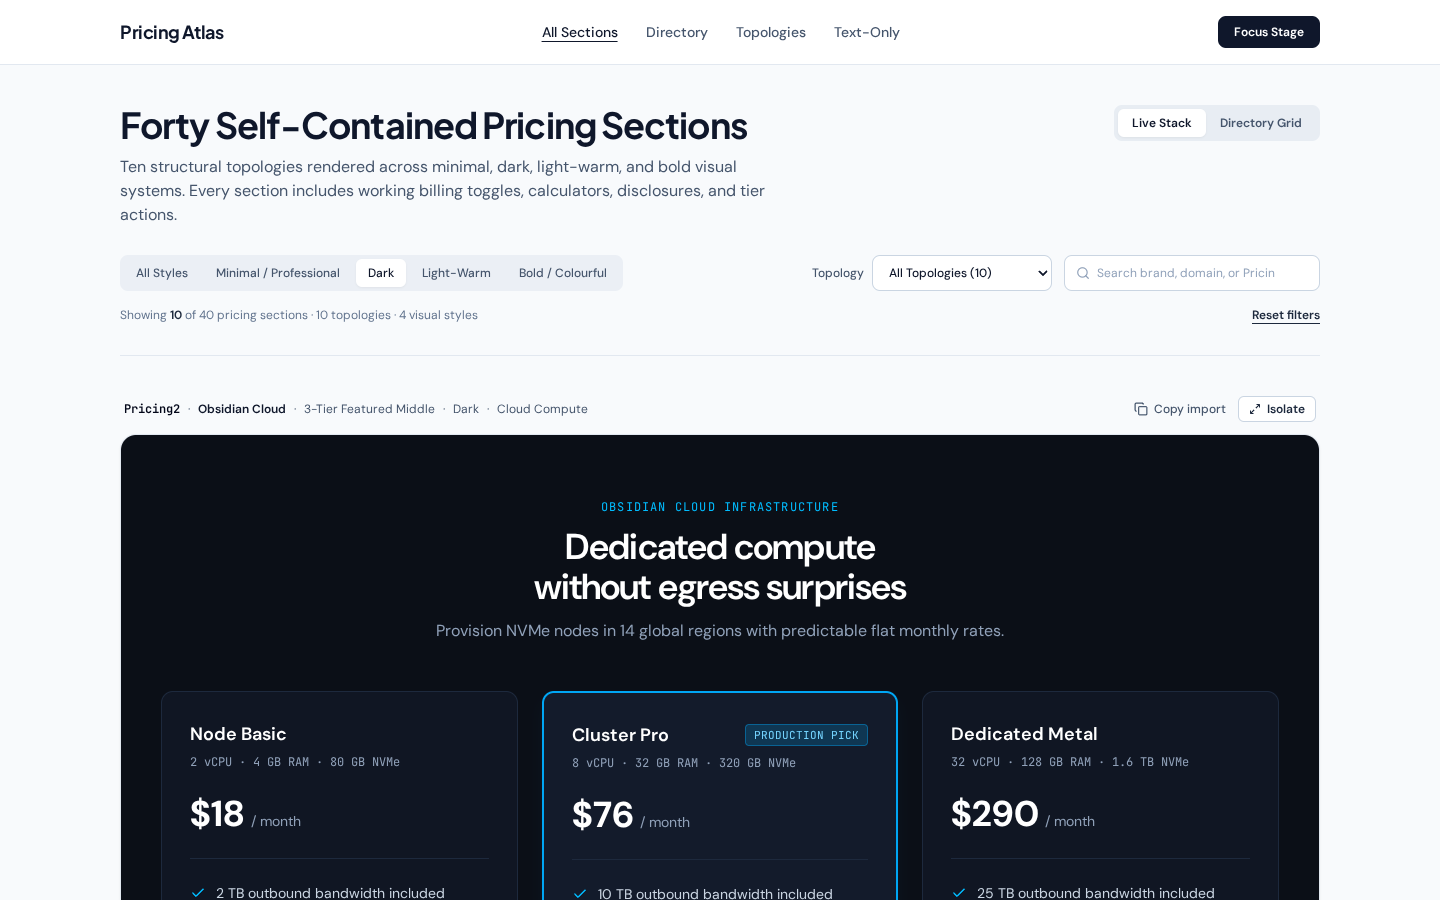 Pricing Atlas
All Sections
Directory
Topologies
Text-Only
Focus Stage
Forty Self-Contained Pricing Sections
Live Stack
Directory Grid
Ten structural topologies rendered across minimal, dark, light-warm, and bold visual
systems. Every section includes working billing toggles, calculators, disclosures, and tier
actions.
All Styles
Minimal / Professional
Dark
Light-Warm
Bold / Colourful
Topology
All Topologies (10)
Search brand, domain, or Pricin
Showing 10 of 40 pricing sections · 10 topologies · 4 visual styles
Reset filters
Pricing2 · Obsidian Cloud · 3-Tier Featured Middle · Dark · Cloud Compute
Copy import
Isolate
OBSIDIAN CLOUD INFRASTRUCTURE
Dedicated compute
without egress surprises
Provision NVMe nodes in 14 global regions with predictable flat monthly rates.
Node Basic
2 vCPU · 4 GB RAM · 80 GB NVMe
$18 / month
2 TB outbound bandwidth included
Cluster Pro
PRODUCTION PICK
8 vCPU · 32 GB RAM · 320 GB NVMe
$76 / month
10 TB outbound bandwidth included
Dedicated Metal
32 vCPU · 128 GB RAM · 1.6 TB NVMe
$290 / month
25 TB outbound bandwidth included